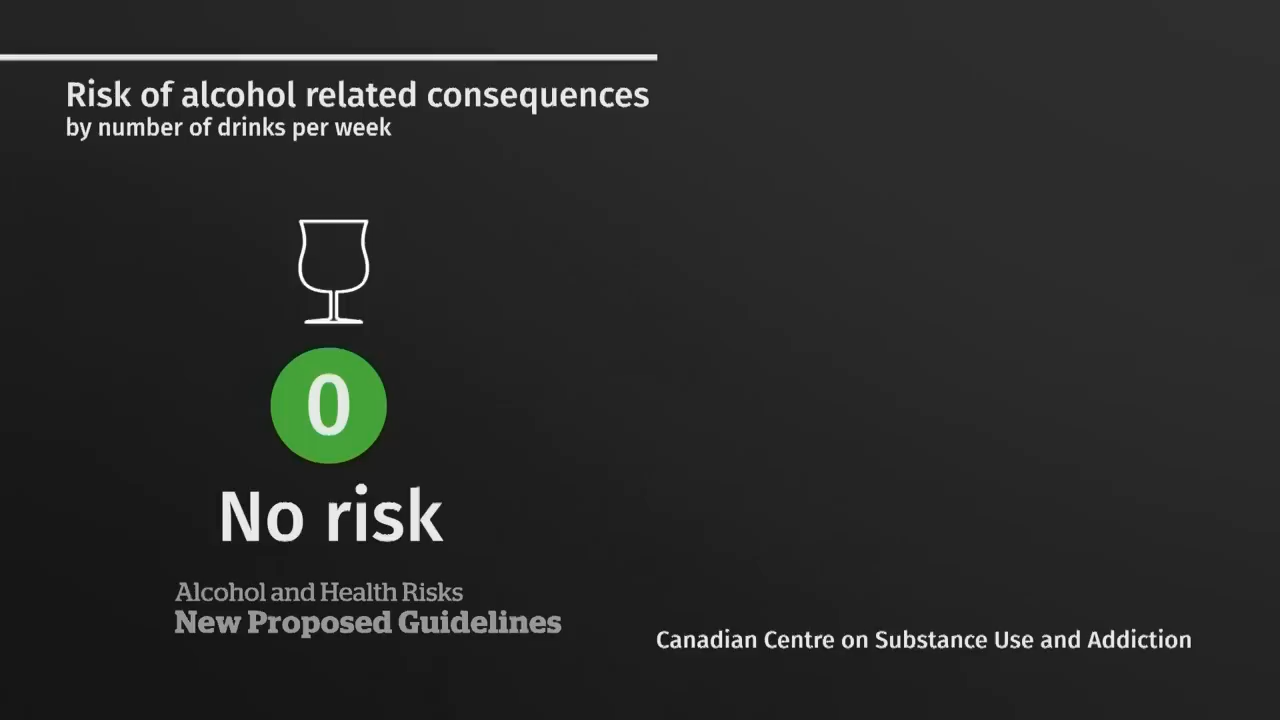 Risk of alcohol related consequences
by number of drinks per week
0
No risk
Alcohol and Health Risks
New Proposed Guidelines
Canadian Centre on Substance Use and Addiction